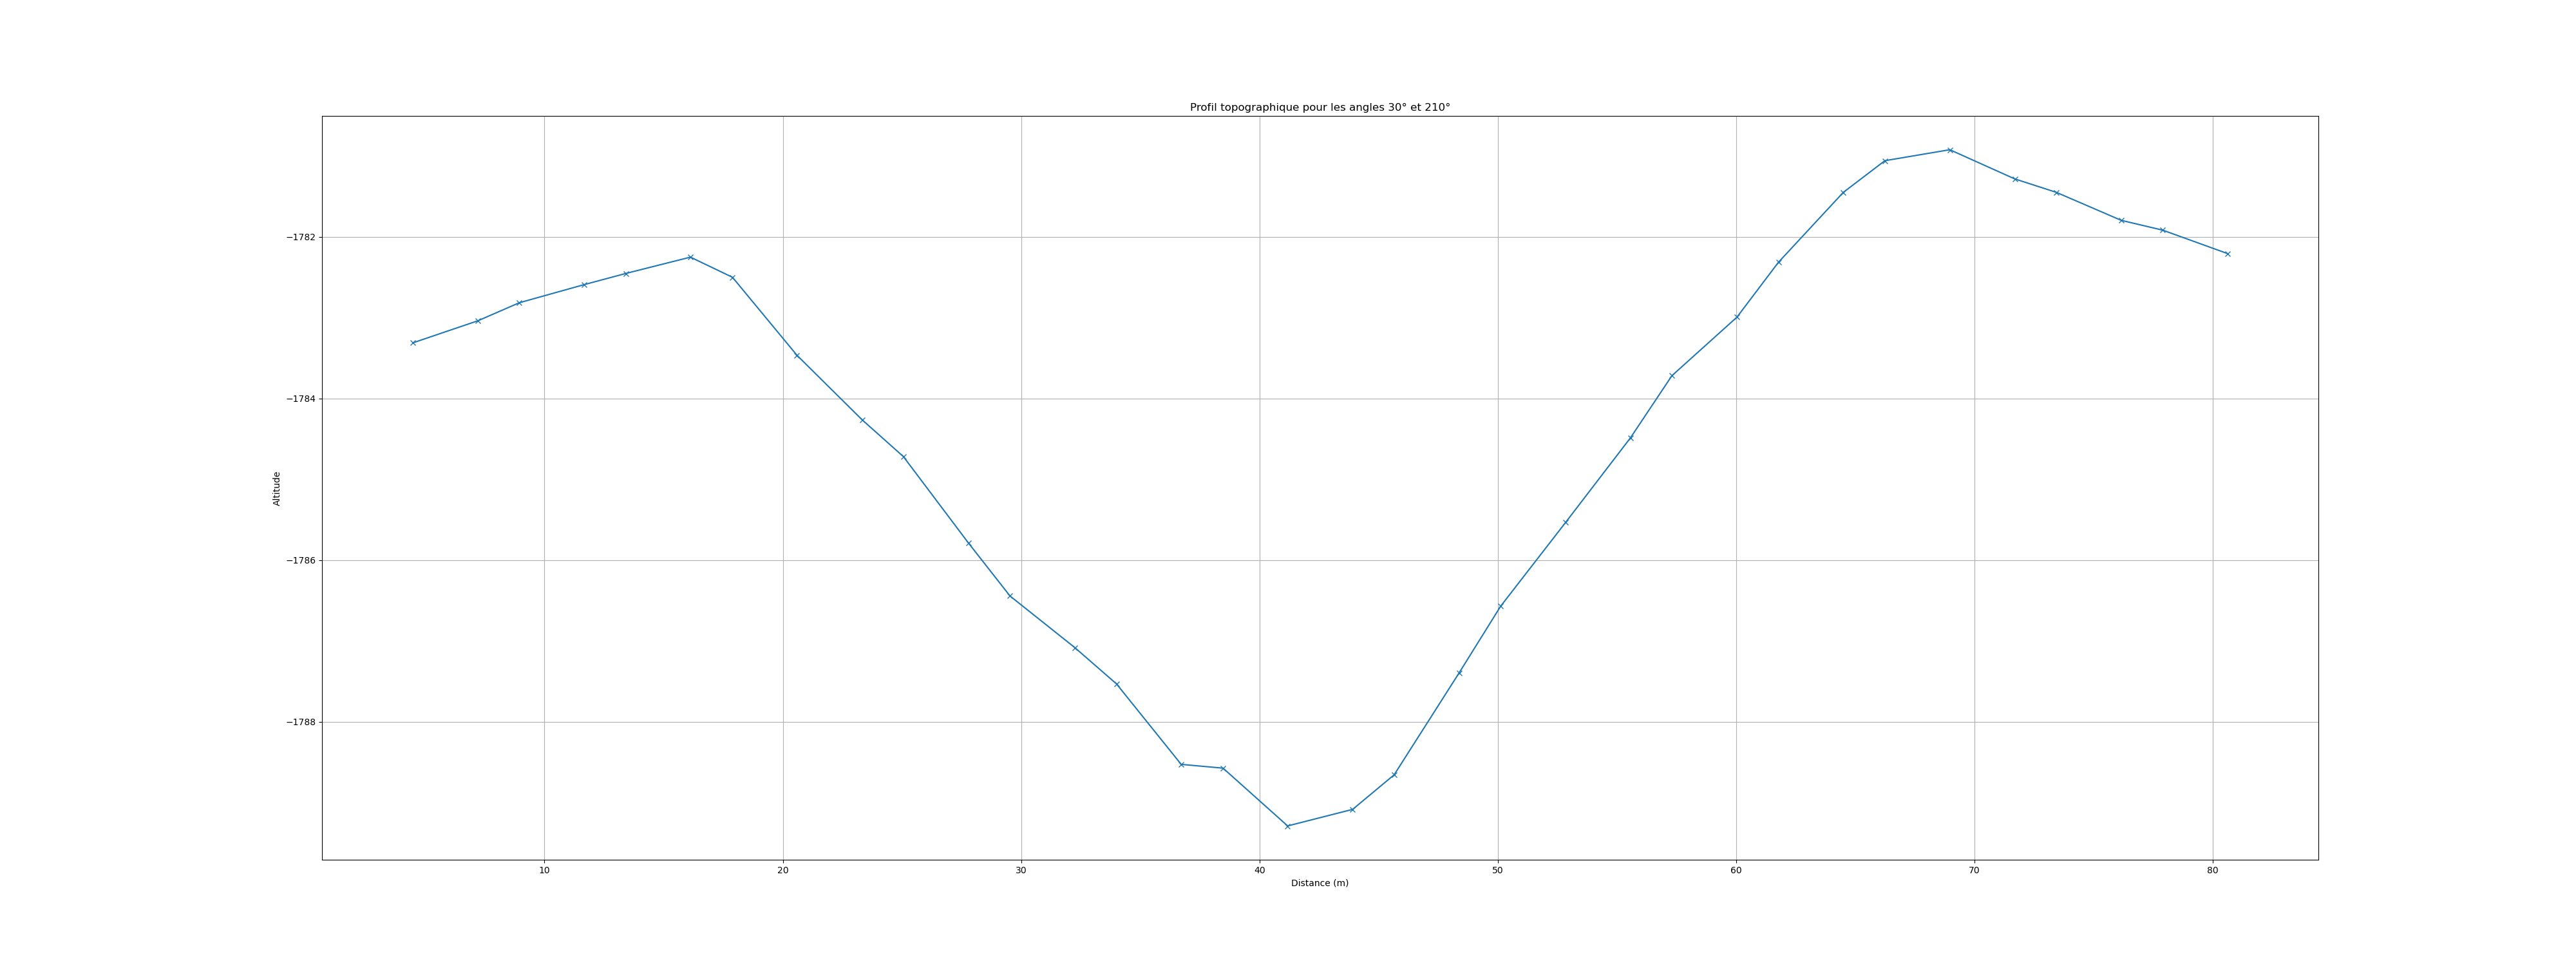 Profil topographique pour les angles 30° et 210°
−1782
−1784
−1786
−1788
Altitude
10 20 30 40 50 60 70 80
Distance (m)